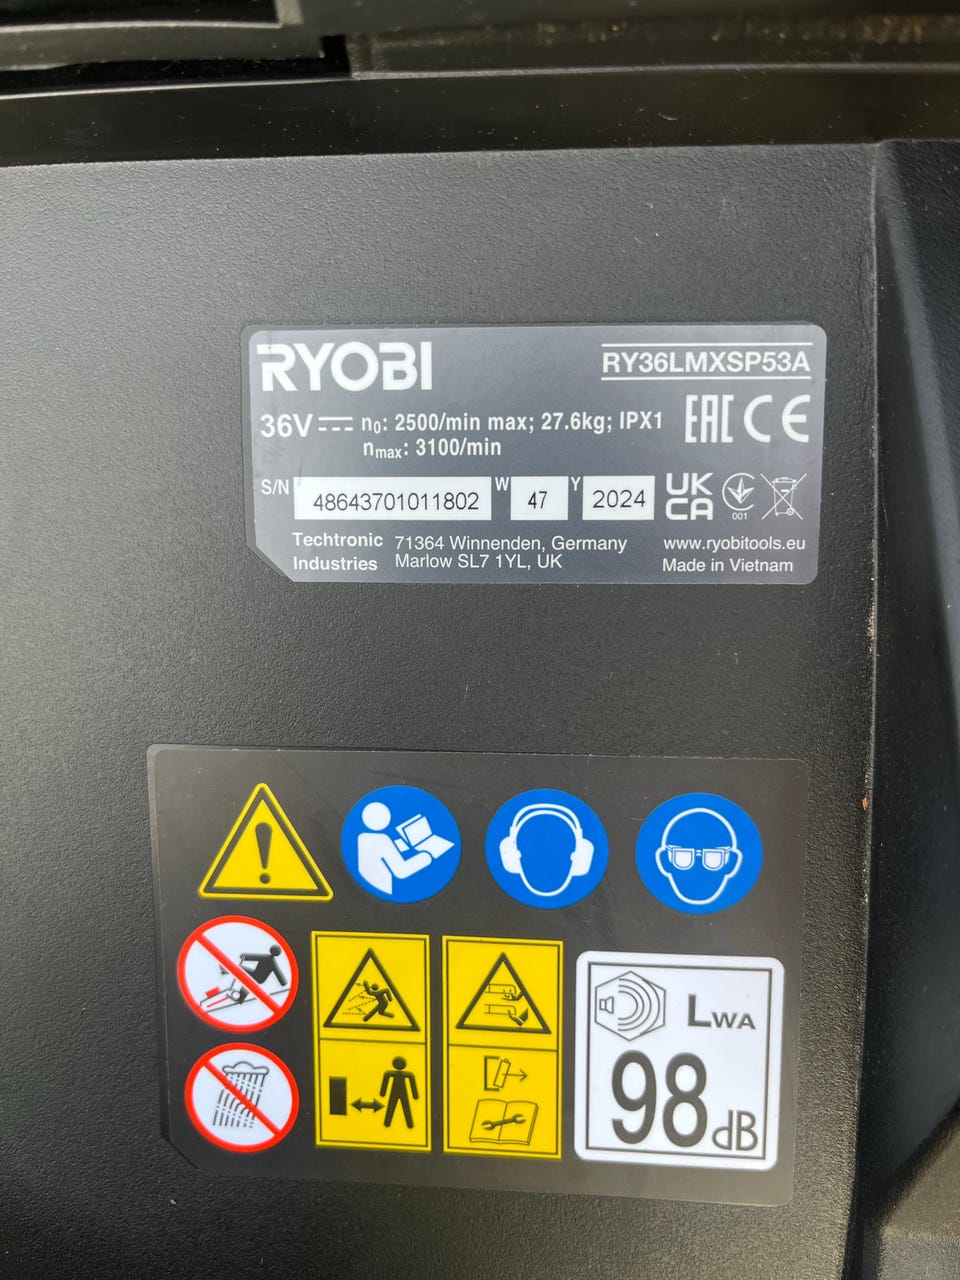 RYOBI
RY36LMXSP53A
36V n0: 2500/min max; 27.6kg; IPX1
nmax: 3100/min
EAC CE
S/N 48643701011802 W 47 Y 2024
UK
CA
001
Techtronic 71364 Winnenden, Germany www.ryobitools.eu
Industries Marlow SL7 1YL, UK Made in Vietnam
LWA
98dB